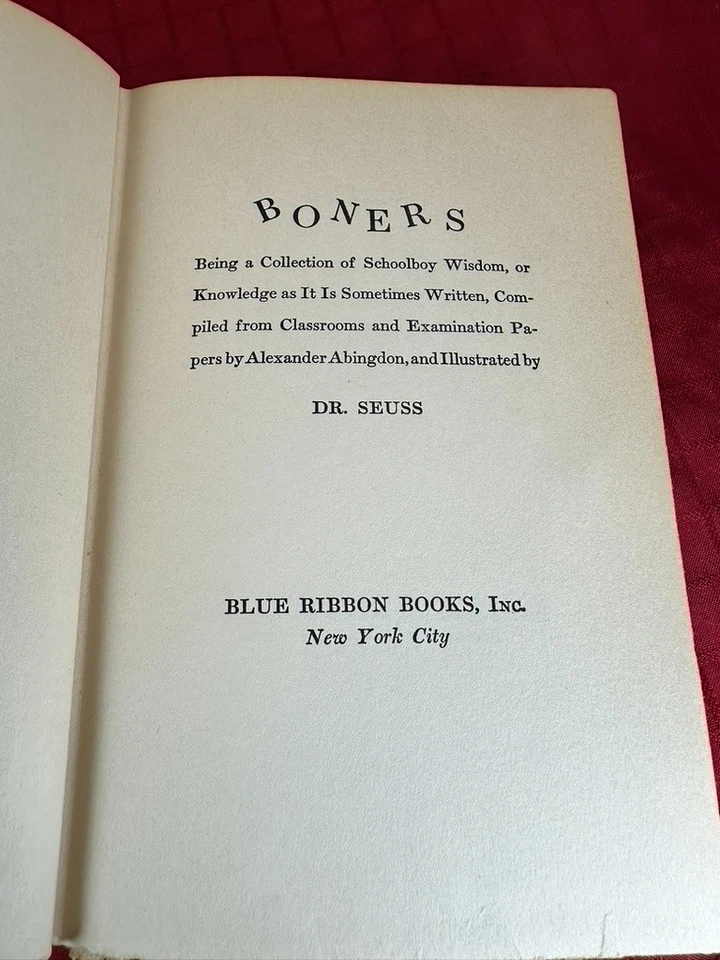 BONERS
Being a Collection of Schoolboy Wisdom, or
Knowledge as It Is Sometimes Written, Com-
piled from Classrooms and Examination Pa-
pers by Alexander Abingdon, and Illustrated by
DR. SEUSS
BLUE RIBBON BOOKS, Inc.
New York City